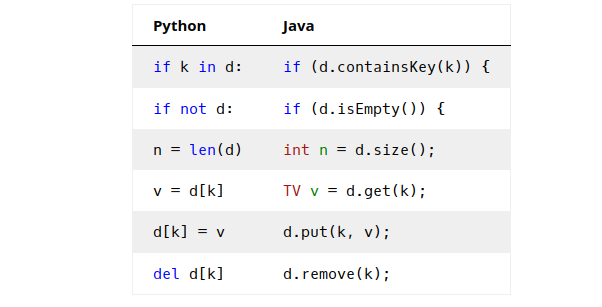 Python Java
if k in d: if (d.containsKey(k)) {
if not d: if (d.isEmpty()) {
n = len(d) int n = d.size();
v = d[k] TV v = d.get(k);
d[k] = v d.put(k, v);
del d[k] d.remove(k);